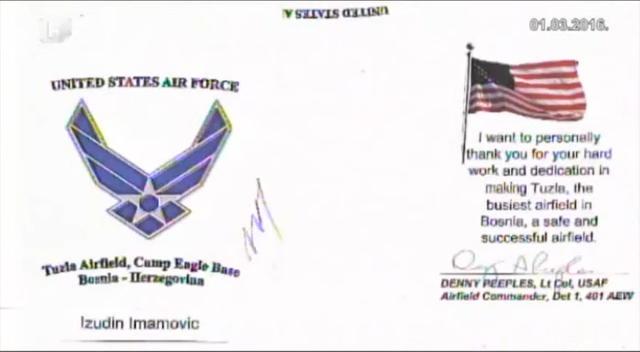 UNITED STATES A
01.03.2016.
UNITED STATES AIR FORCE
Tuzla Airfield, Camp Eagle Base
Bosnia - Herzegovina
Izudin Imamovic
I want to personally
thank you for your hard
work and dedication in
making Tuzla, the
busiest airfield in
Bosnia, a safe and
successful airfield.
DENNY PEEPLES, Lt Col, USAF
Airfield Commander, Det 1, 401 AEW